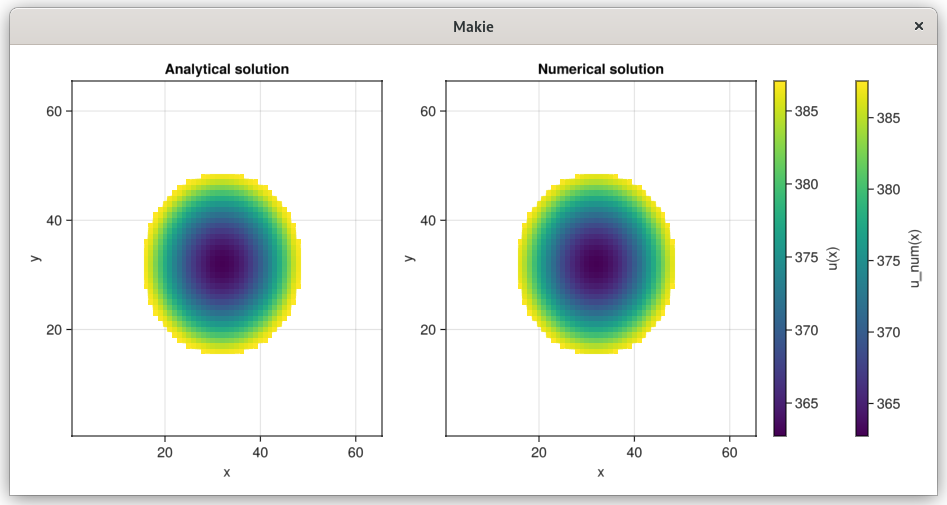 Makie
×
Analytical solution
60
40
20
y
20 40 60
x
Numerical solution
60
40
20
y
20 40 60
x
385
380
375
370
365
u(x)
385
380
375
370
365
u_num(x)